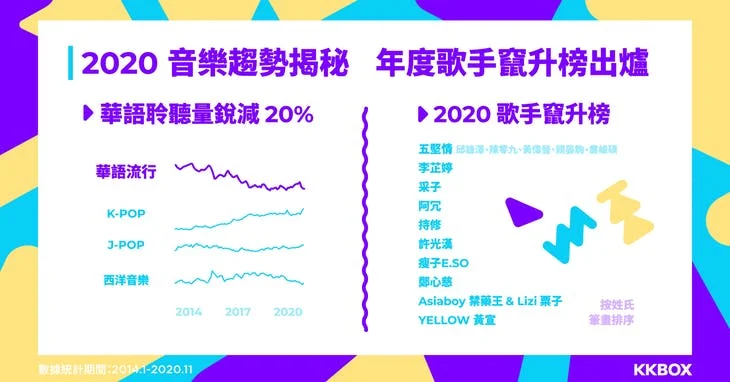 2020 音樂趨勢揭秘 年度歌手竄升榜出爐
華語聆聽量銳減 20%
華語流行
K-POP
J-POP
西洋音樂
2014 2017 2020
2020 歌手竄升榜
五堅情 邱鋒澤、陳零九、黃偉晉、賴晏駒、婁峻碩
李芷婷
采子
阿冗
持修
許光漢
瘦子E.SO
鄭心慈
Asiaboy 禁藥王 & Lizi 栗子
YELLOW 黃宣
按姓氏
筆畫排序
數據統計期間：2014.1-2020.11
KKBOX